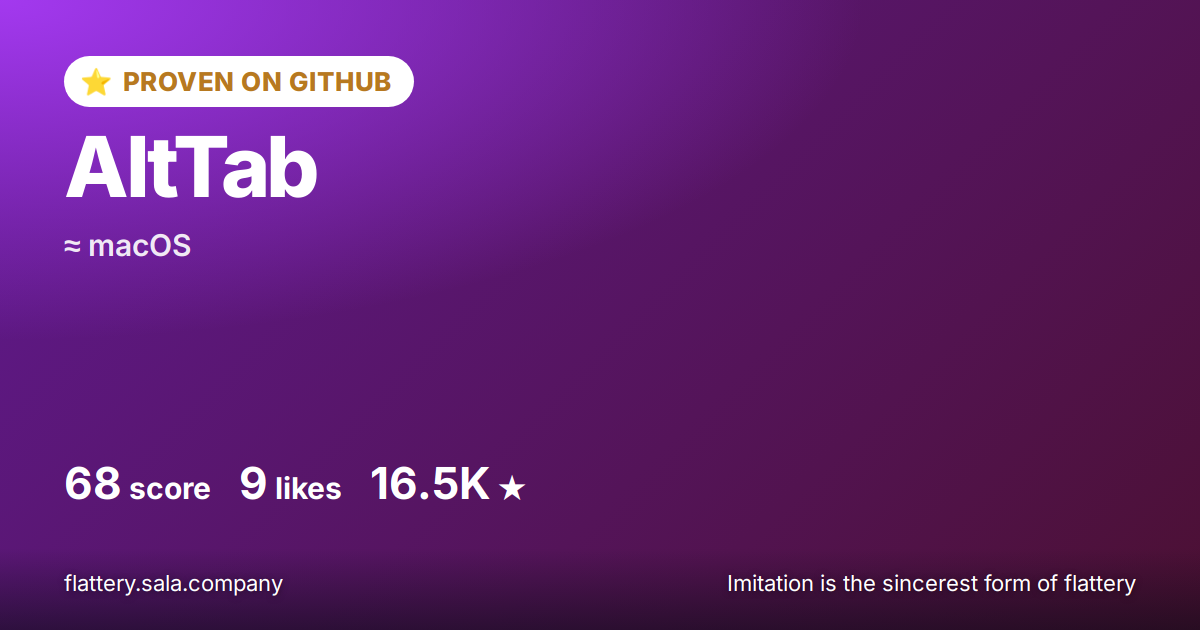 ⭐ PROVEN ON GITHUB
AltTab
≈ macOS
68 score 9 likes 16.5K ★
flattery.sala.company
Imitation is the sincerest form of flattery